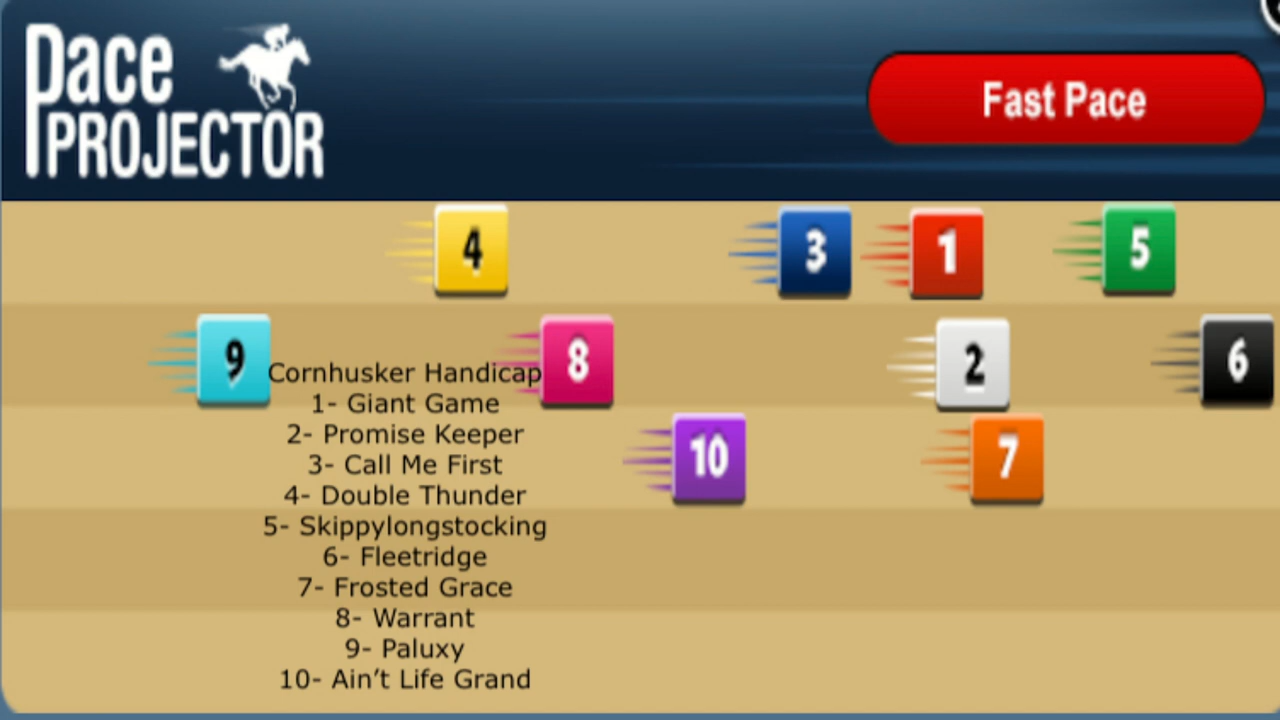 Pace
PROJECTOR
Fast Pace
4 3 1 5
9 8 2 6
10 7
Cornhusker Handicap
1- Giant Game
2- Promise Keeper
3- Call Me First
4- Double Thunder
5- Skippylongstocking
6- Fleetridge
7- Frosted Grace
8- Warrant
9- Paluxy
10- Ain’t Life Grand